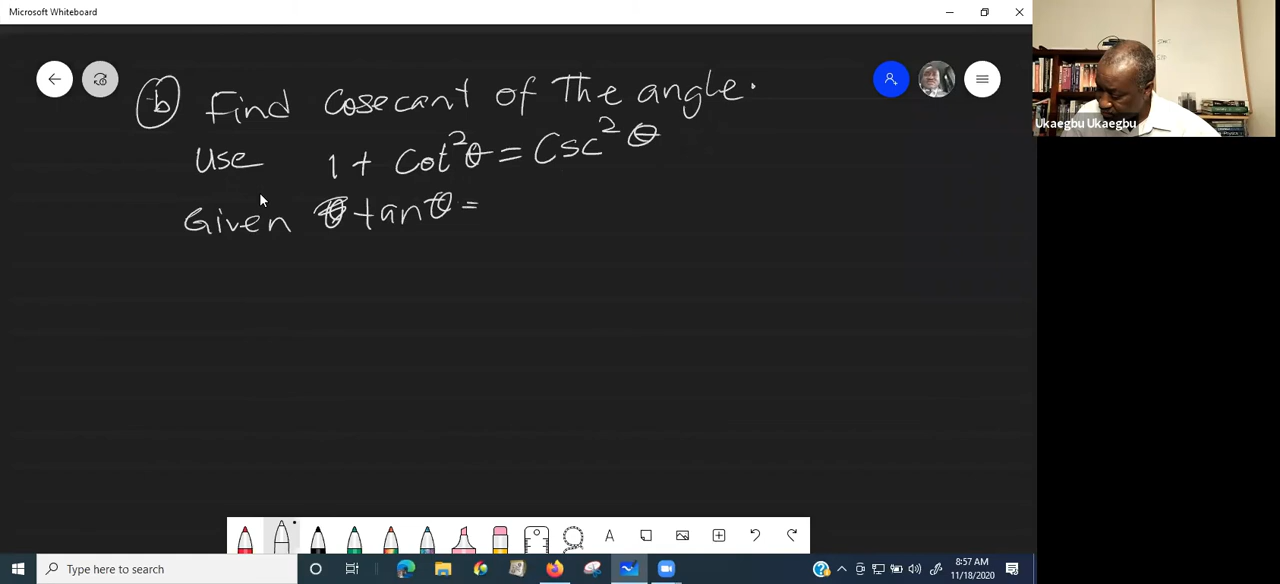 Microsoft Whiteboard
b Find Cosecant of The angle.
Use 1 + Cot²θ = Csc²θ
Ukaegbu Ukaegbu
Given tanθ =
A
Type here to search
8:57 AM
11/18/2020